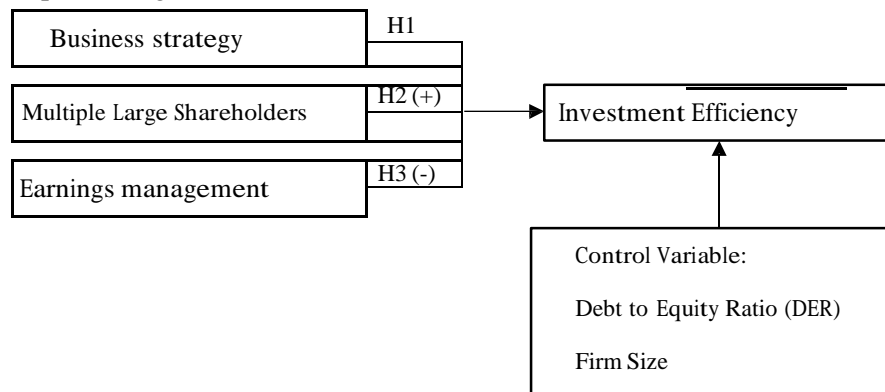 Business strategy
H1
Multiple Large Shareholders
H2 (+)
Investment Efficiency
Earnings management
H3 (-)
Control Variable:
Debt to Equity Ratio (DER)
Firm Size